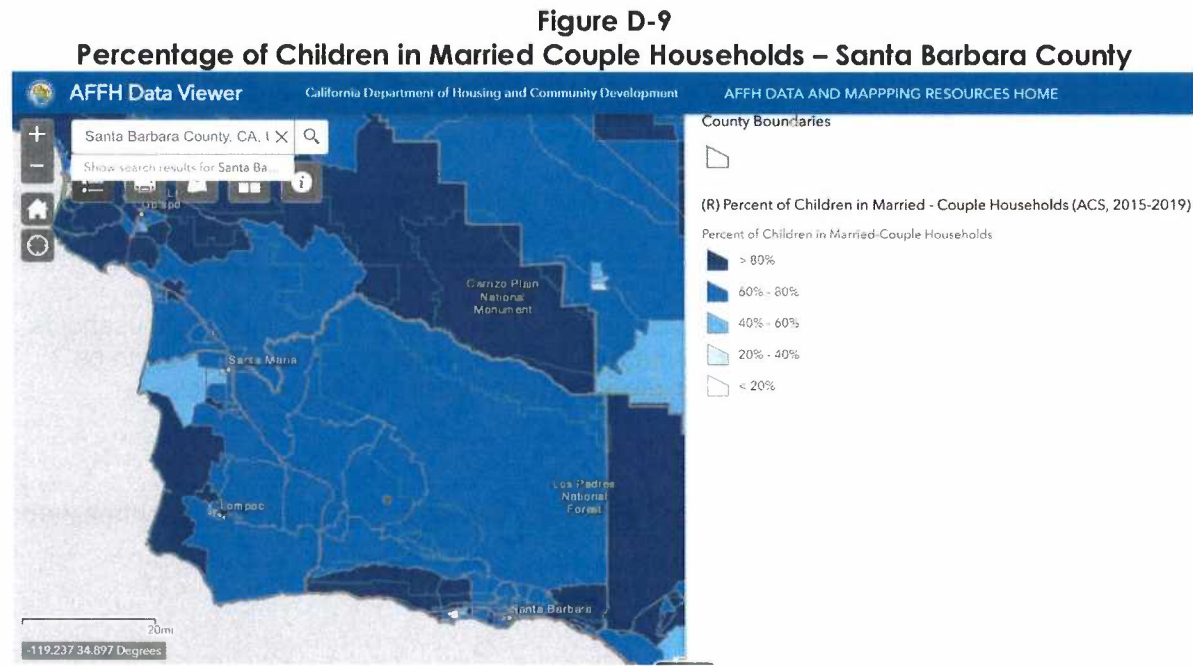 Figure D-9
Percentage of Children in Married Couple Households – Santa Barbara County
AFFH Data Viewer
California Department of Housing and Community Development
AFFH DATA AND MAPPPING RESOURCES HOME
+
Santa Barbara County, CA, U
Show search results for Santa Ba...
−
Carrizo Plain
National
Monument
Santa Maria
Los Padres
National
Forest
Lompoc
Santa Barbara
20mi
-119.237 34.897 Degrees
County Boundaries
(R) Percent of Children in Married - Couple Households (ACS, 2015-2019)
Percent of Children in Married-Couple Households
> 80%
60% - 80%
40% - 60%
20% - 40%
< 20%